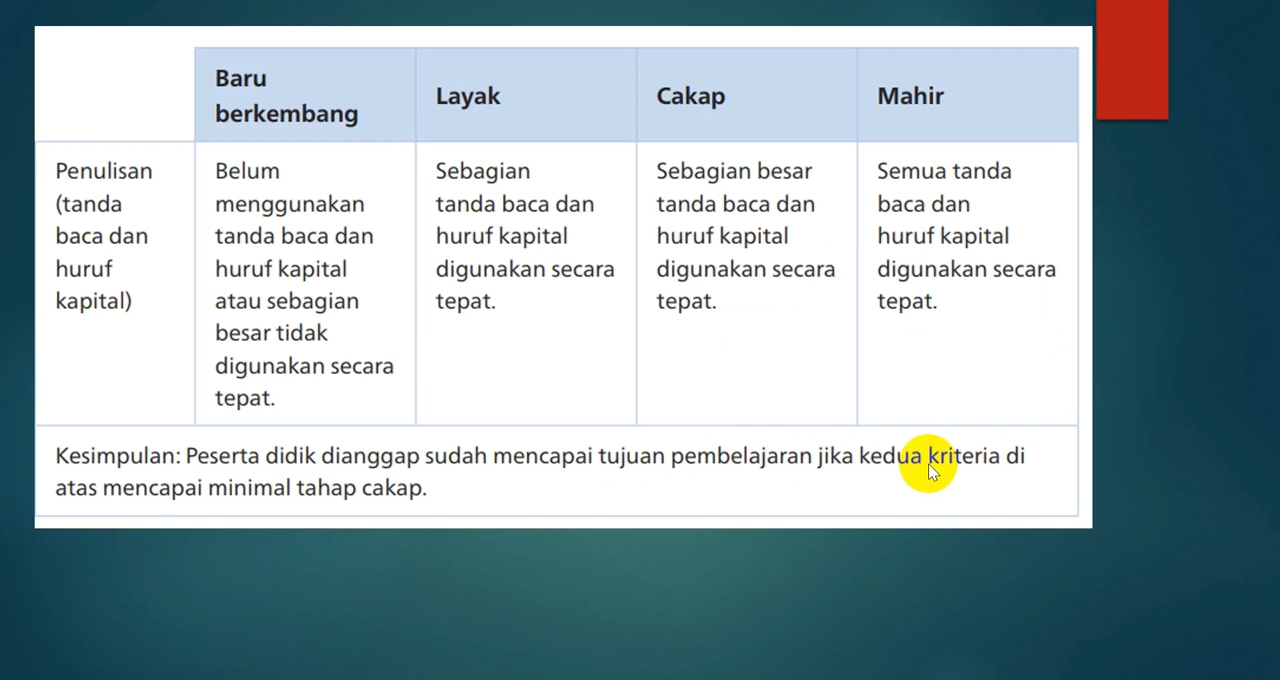 Baru
berkembang
Layak
Cakap
Mahir
Penulisan
(tanda
baca dan
huruf
kapital)
Belum
menggunakan
tanda baca dan
huruf kapital
atau sebagian
besar tidak
digunakan secara
tepat.
Sebagian
tanda baca dan
huruf kapital
digunakan secara
tepat.
Sebagian besar
tanda baca dan
huruf kapital
digunakan secara
tepat.
Semua tanda
baca dan
huruf kapital
digunakan secara
tepat.
Kesimpulan: Peserta didik dianggap sudah mencapai tujuan pembelajaran jika kedua kriteria di
atas mencapai minimal tahap cakap.